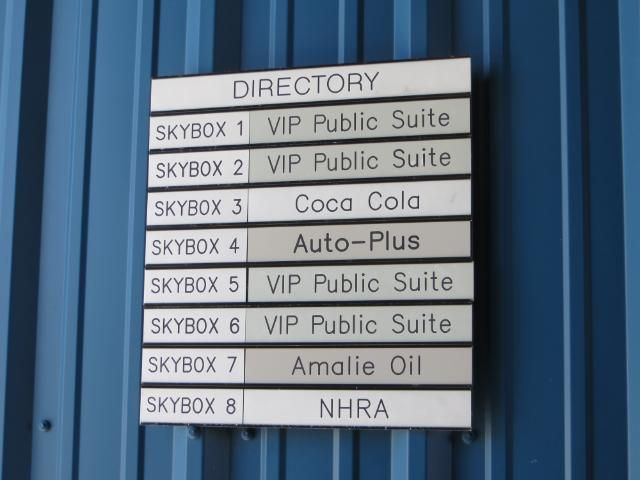 DIRECTORY
SKYBOX 1 VIP Public Suite
SKYBOX 2 VIP Public Suite
SKYBOX 3 Coca Cola
SKYBOX 4 Auto-Plus
SKYBOX 5 VIP Public Suite
SKYBOX 6 VIP Public Suite
SKYBOX 7 Amalie Oil
SKYBOX 8 NHRA